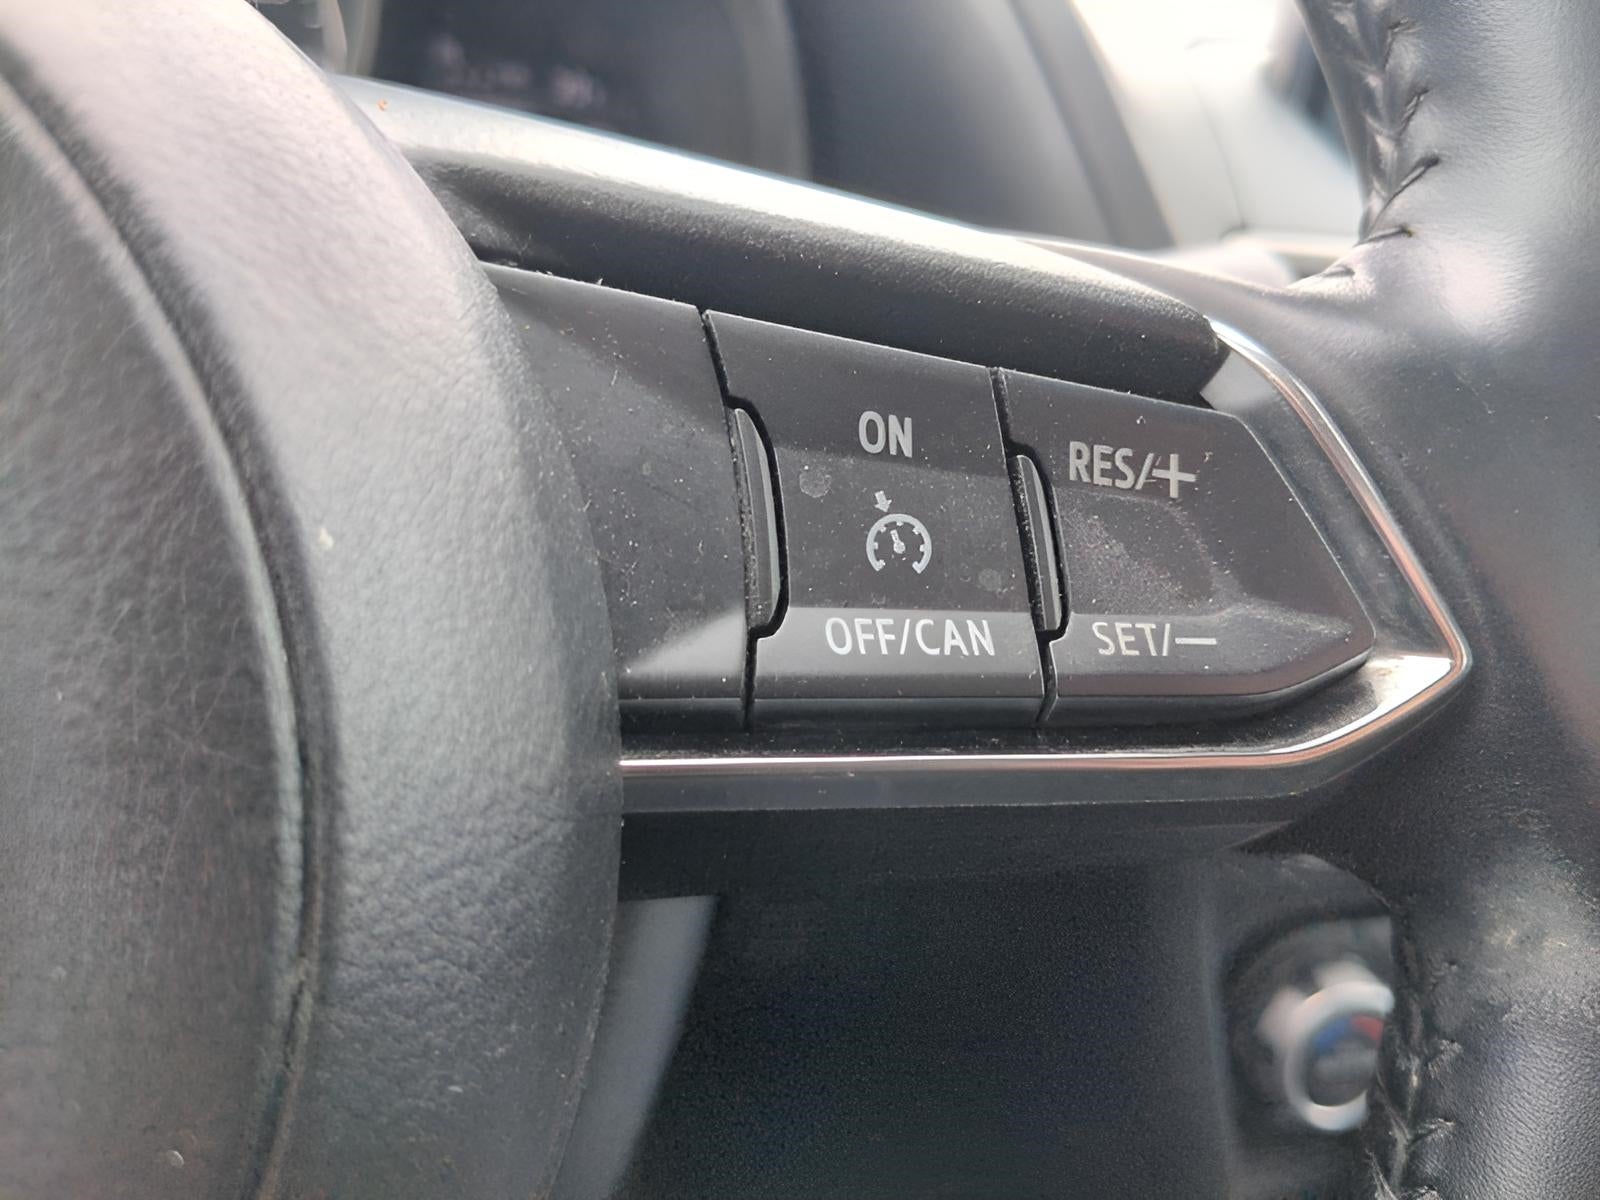 ON
RES/+
OFF/CAN
SET/—